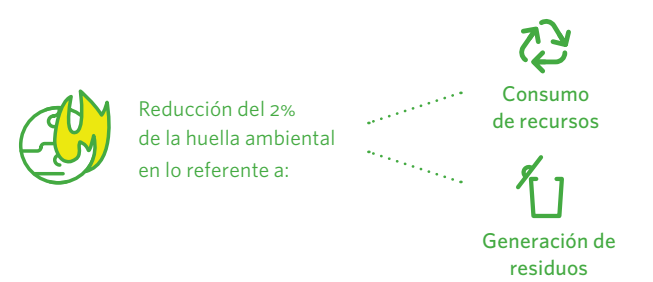 Reducción del 2%
de la huella ambiental
en lo referente a:
Consumo
de recursos
Generación de
residuos